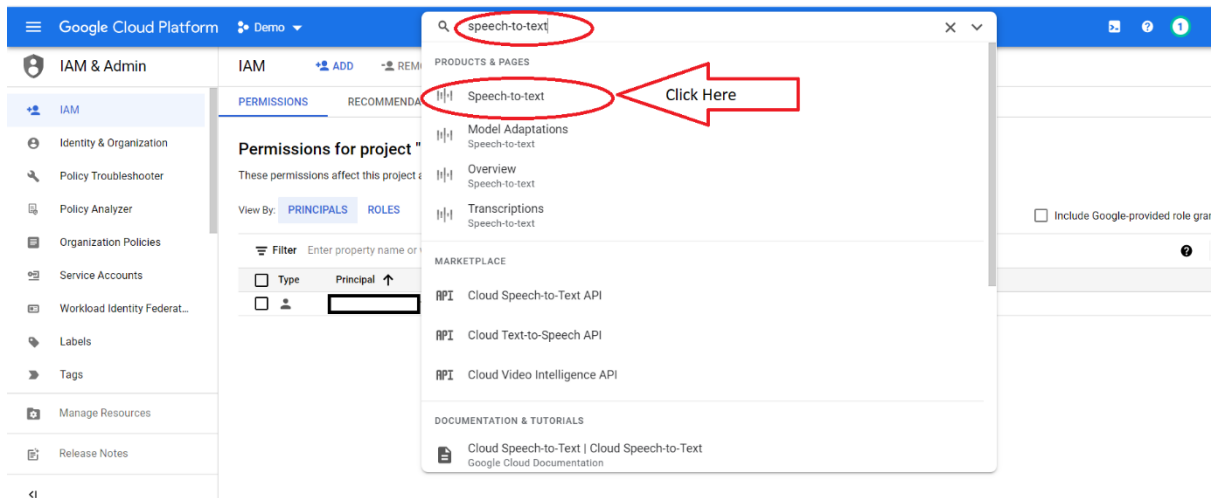 Google Cloud Platform
Demo
speech-to-text
1
IAM & Admin
IAM
ADD
REM
PRODUCTS & PAGES
Speech-to-text
Click Here
IAM
PERMISSIONS
RECOMMENDA
Model Adaptations
Speech-to-text
Identity & Organization
Permissions for project "
Overview
Speech-to-text
Policy Troubleshooter
These permissions affect this project a
Policy Analyzer
View By:
PRINCIPALS
ROLES
Transcriptions
Speech-to-text
Include Google-provided role gra
Organization Policies
Filter
Enter property name or
MARKETPLACE
Service Accounts
Type
Principal
API Cloud Speech-to-Text API
Workload Identity Federat...
Labels
API Cloud Text-to-Speech API
Tags
API Cloud Video Intelligence API
Manage Resources
DOCUMENTATION & TUTORIALS
Release Notes
Cloud Speech-to-Text | Cloud Speech-to-Text
Google Cloud Documentation